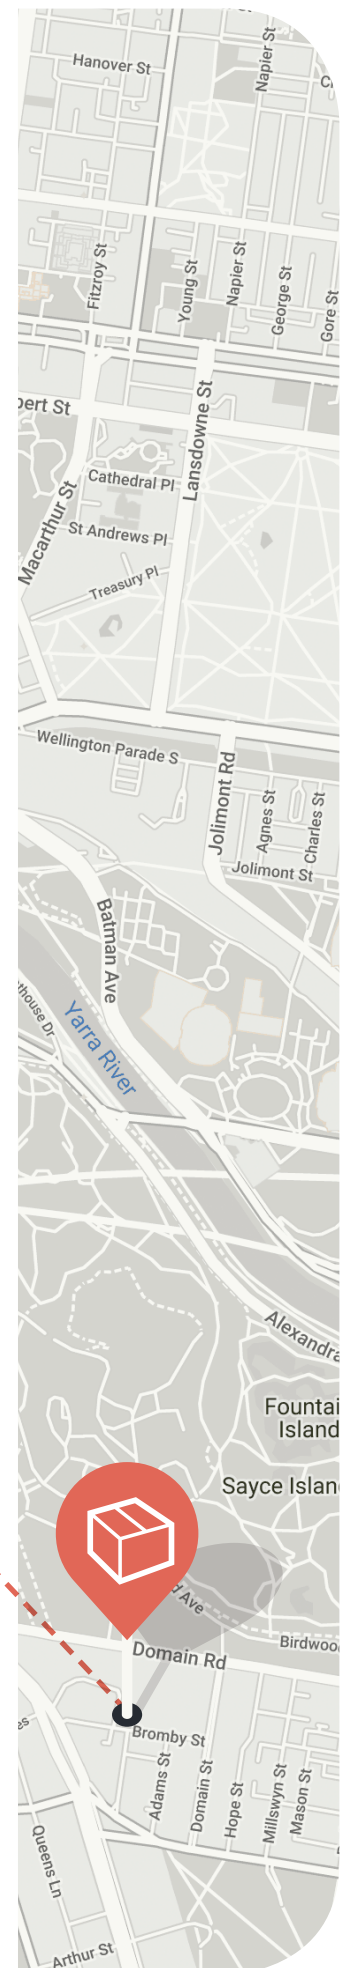 Hanover St
Napier St
Fitzroy St
Young St
Napier St
George St
Gore St
bert St
Lansdowne St
Cathedral Pl
Macarthur St
St Andrews Pl
Treasury Pl
Wellington Parade S
Jolimont Rd
Agnes St
Charles St
Jolimont St
Batman Ave
Yarra River
thouse Dr
Alexandra
Fountai
Island
Sayce Islan
d Ave
Birdwoo
Domain Rd
Bromby St
Adams St
Domain St
Hope St
Millswyn St
Mason St
Queens Ln
Arthur St